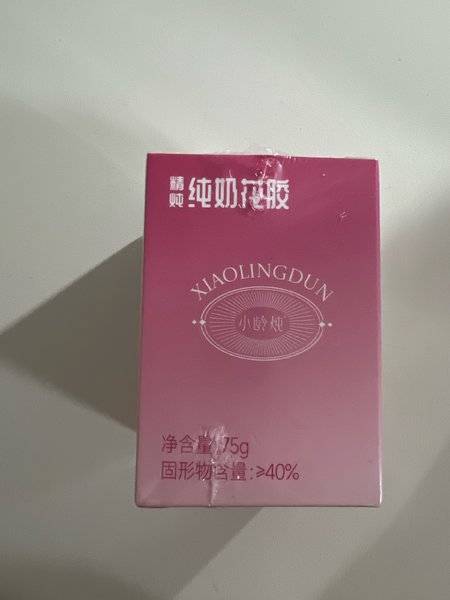 精炖 纯奶花胶
XIAOLINGDUN
小龄炖
净含量:75g
固形物含量:≥40%